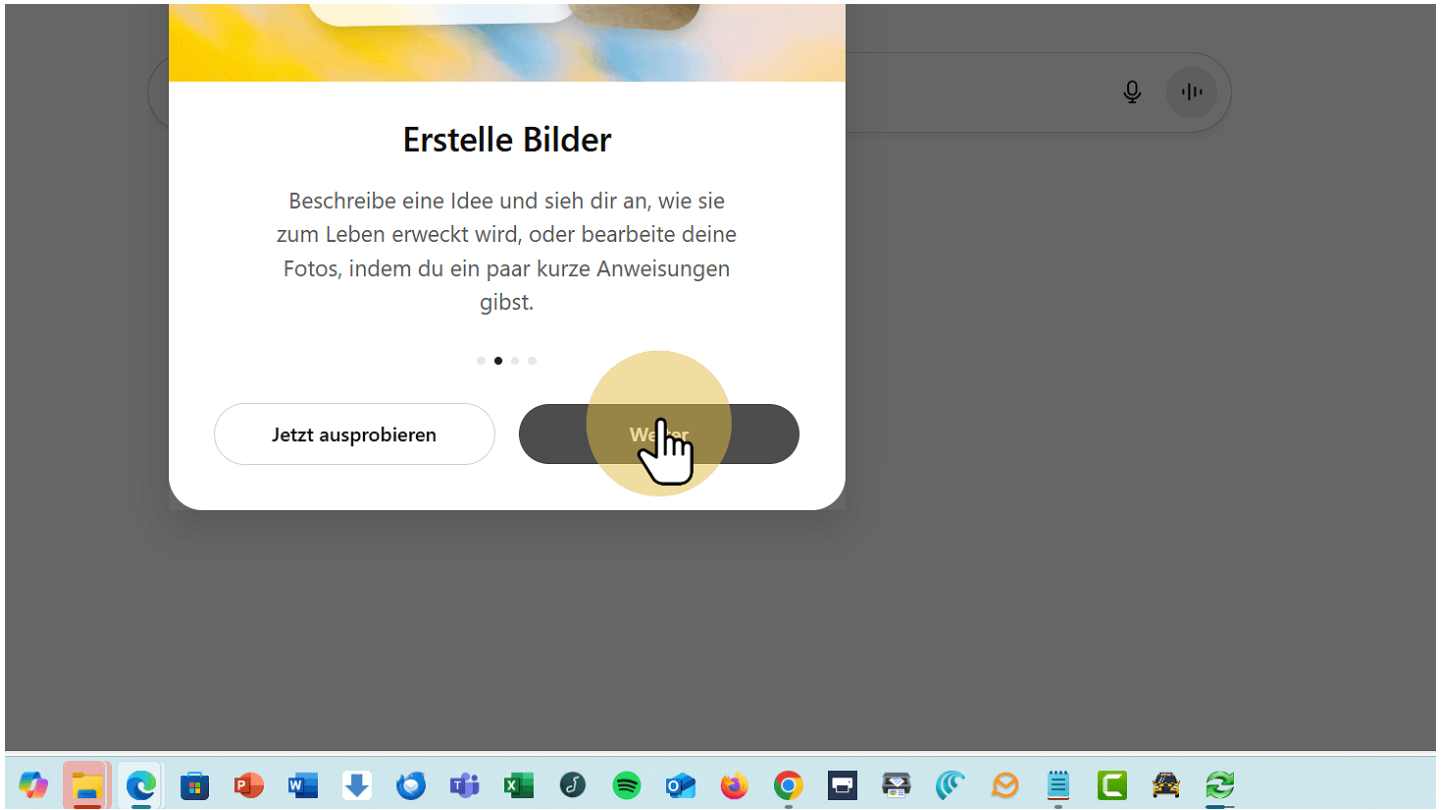 Erstelle Bilder
Beschreibe eine Idee und sieh dir an, wie sie
zum Leben erweckt wird, oder bearbeite deine
Fotos, indem du ein paar kurze Anweisungen
gibst.
Jetzt ausprobieren
Weiter